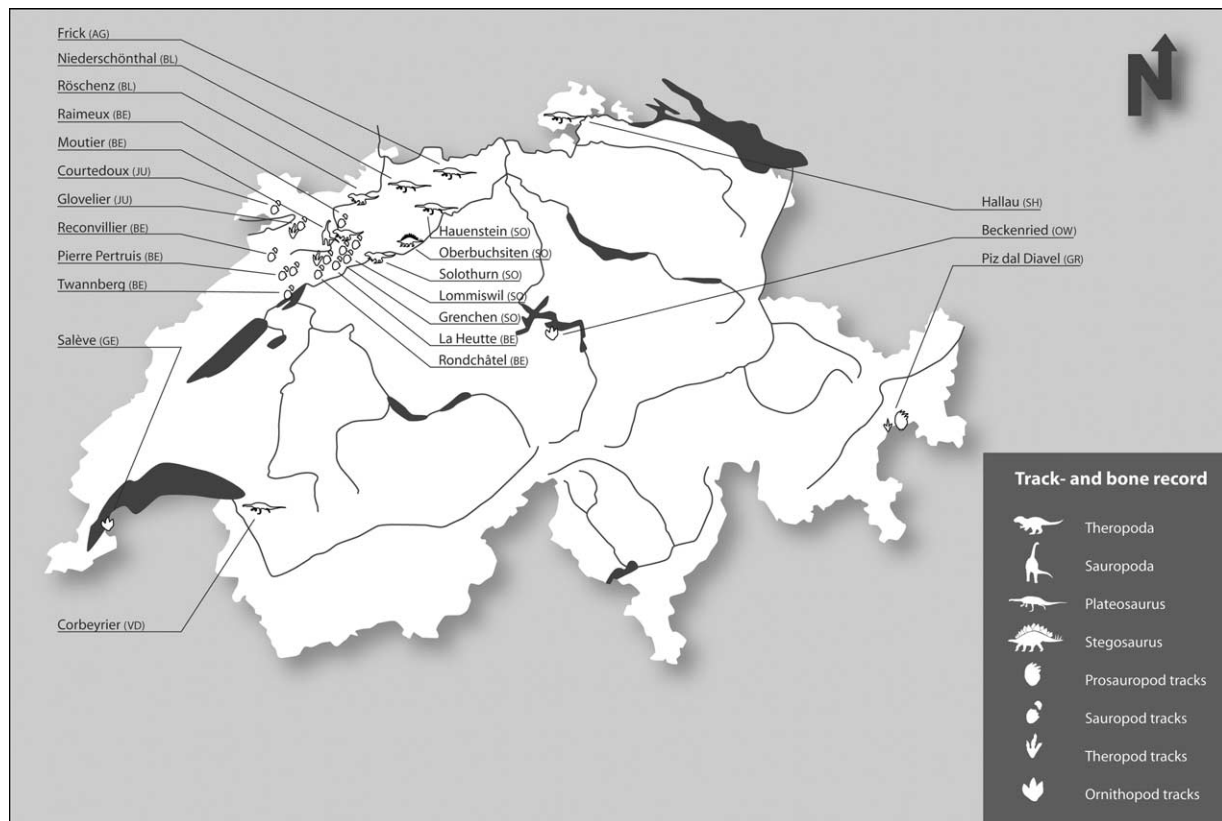 Frick (AG)
Niederschönthal (BL)
Röschenz (BL)
Raimeux (BE)
Moutier (BE)
Courtedoux (JU)
Glovelier (JU)
Reconvillier (BE)
Pierre Pertruis (BE)
Twannberg (BE)
Salève (GE)
Corbeyrier (VD)
Hauenstein (SO)
Oberbuchsiten (SO)
Solothurn (SO)
Lommiswil (SO)
Grenchen (SO)
La Heutte (BE)
Rondchâtel (BE)
N
Hallau (SH)
Beckenried (OW)
Piz dal Diavel (GR)
Track- and bone record
Theropoda
Sauropoda
Plateosaurus
Stegosaurus
Prosauropod tracks
Sauropod tracks
Theropod tracks
Ornithopod tracks